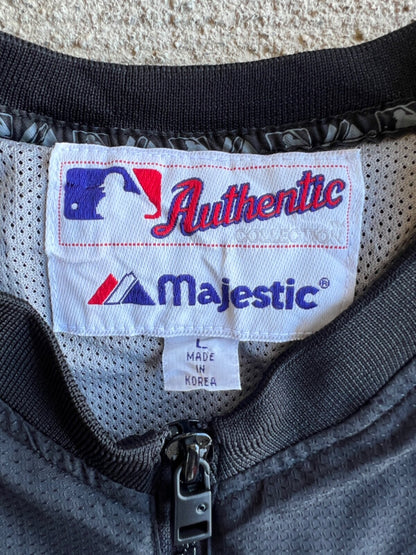 Authentic
COLLECTION
Majestic®
L
MADE
IN
KOREA